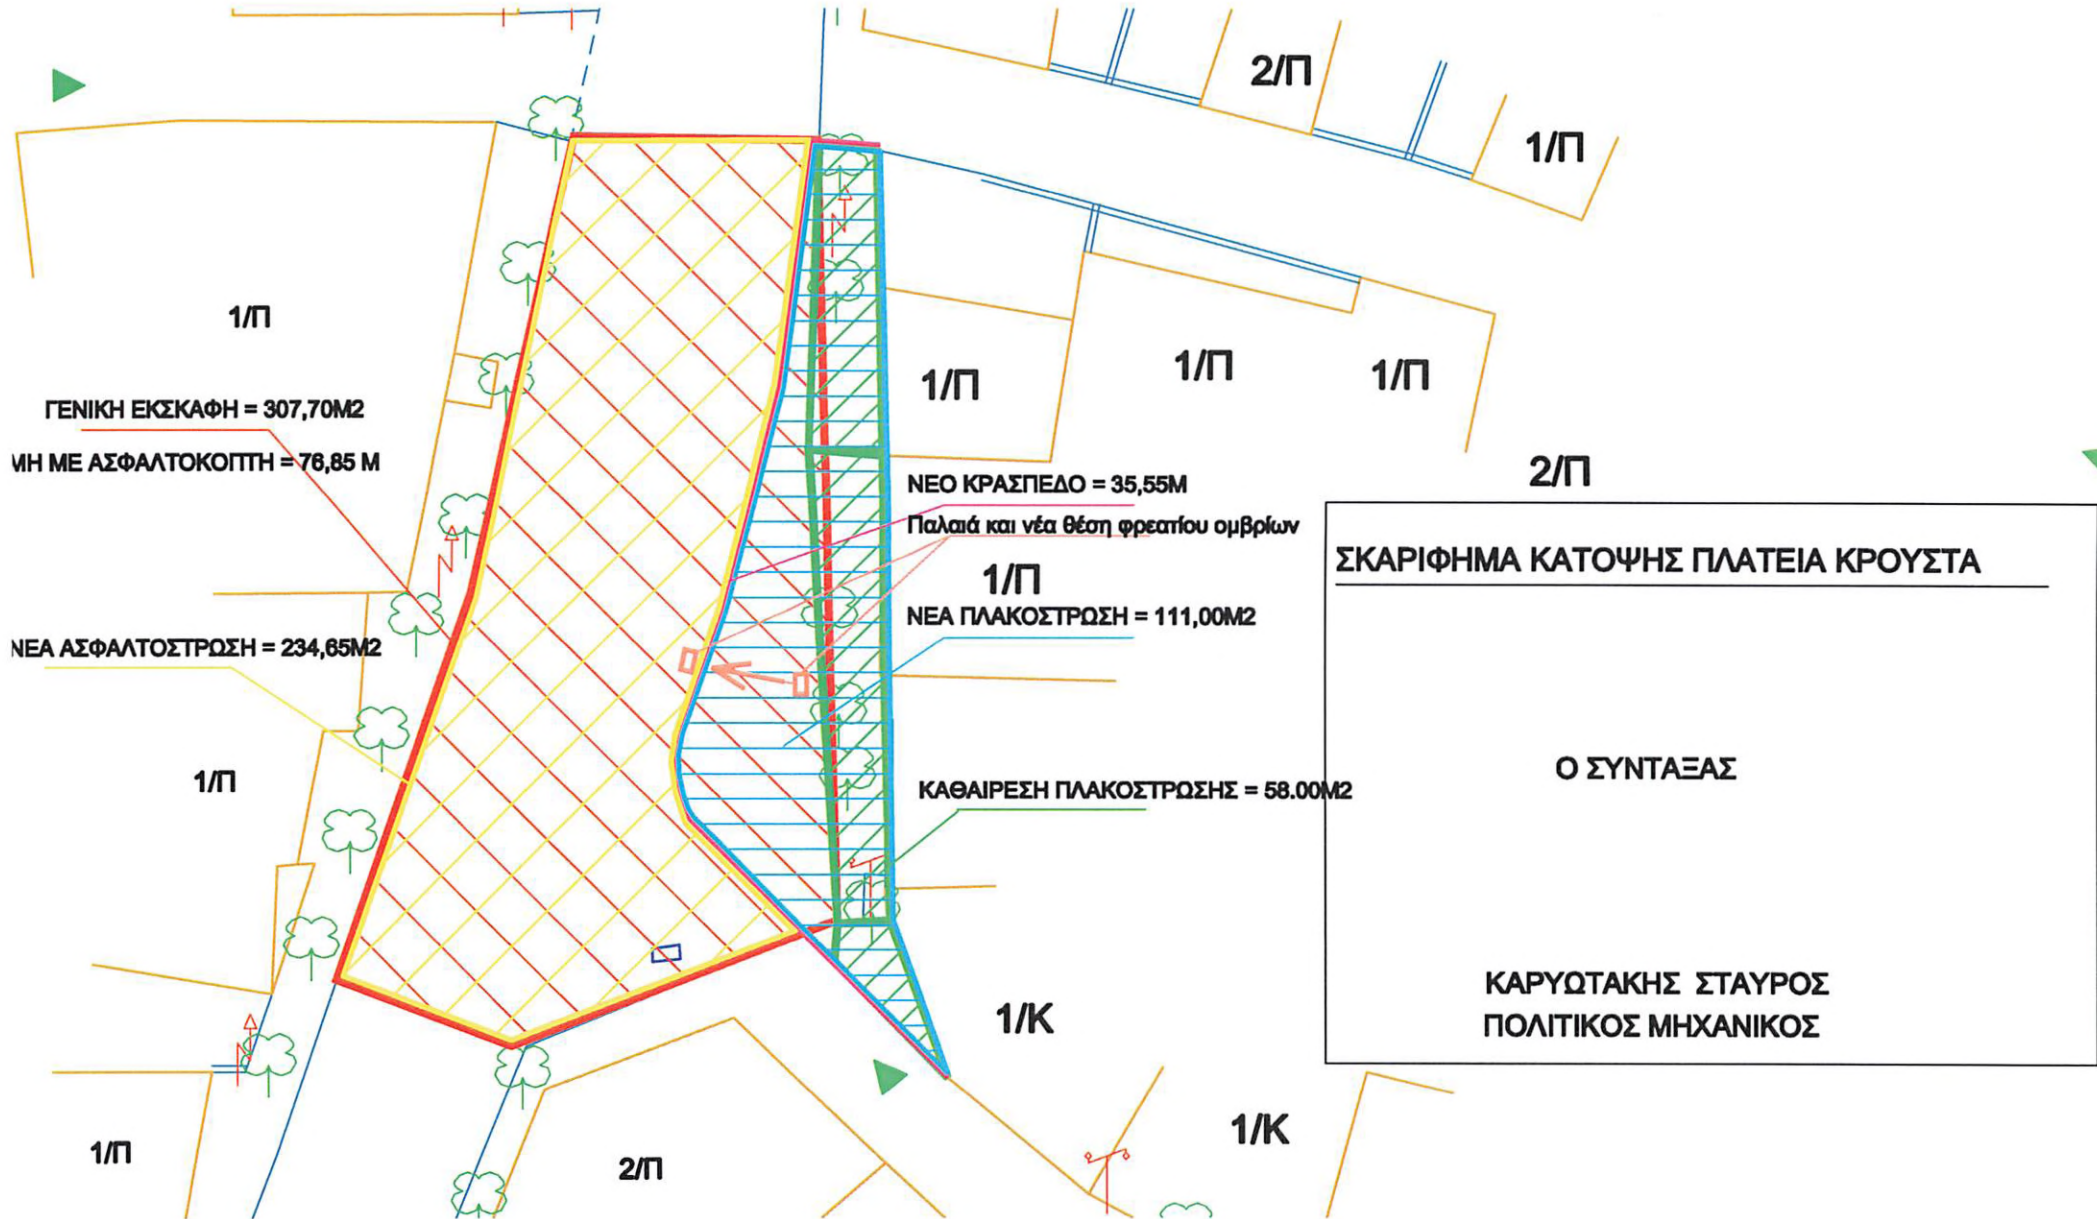 2/Π
1/Π
1/Π
1/Π
1/Π
1/Π
ΓΕΝΙΚΗ ΕΚΣΚΑΦΗ = 307,70Μ2
ΜΗ ΜΕ ΑΣΦΑΛΤΟΚΟΠΤΗ = 76,85 Μ
2/Π
ΝΕΟ ΚΡΑΣΠΕΔΟ = 35,55Μ
Παλαιά και νέα θέση φρεατίου ομβρίων
ΣΚΑΡΙΦΗΜΑ ΚΑΤΟΨΗΣ ΠΛΑΤΕΙΑ ΚΡΟΥΣΤΑ
1/Π
ΝΕΑ ΠΛΑΚΟΣΤΡΩΣΗ = 111,00Μ2
ΝΕΑ ΑΣΦΑΛΤΟΣΤΡΩΣΗ = 234,65Μ2
1/Π
Ο ΣΥΝΤΑΞΑΣ
ΚΑΘΑΙΡΕΣΗ ΠΛΑΚΟΣΤΡΩΣΗΣ = 58.00Μ2
ΚΑΡΥΩΤΑΚΗΣ ΣΤΑΥΡΟΣ
ΠΟΛΙΤΙΚΟΣ ΜΗΧΑΝΙΚΟΣ
1/Κ
1/Κ
1/Π
2/Π